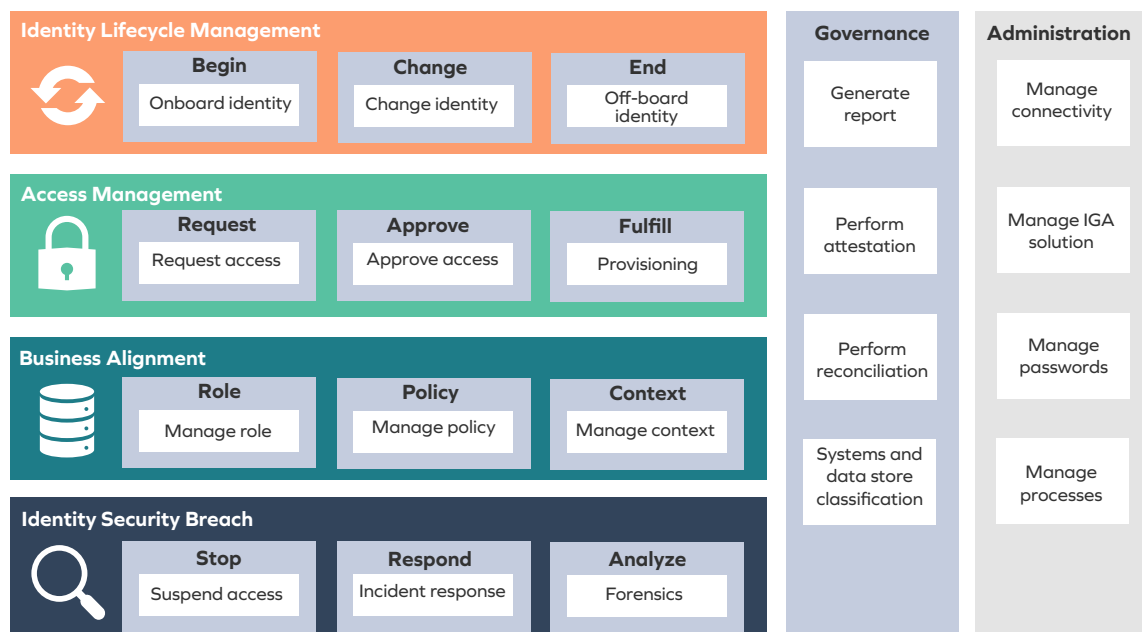 Identity Lifecycle Management
Begin
Onboard identity
Change
Change identity
End
Off-board
identity
Access Management
Request
Request access
Approve
Approve access
Fulfill
Provisioning
Business Alignment
Role
Manage role
Policy
Manage policy
Context
Manage context
Identity Security Breach
Stop
Suspend access
Respond
Incident response
Analyze
Forensics
Governance
Generate
report
Perform
attestation
Perform
reconciliation
Systems and
data store
classification
Administration
Manage
connectivity
Manage IGA
solution
Manage
passwords
Manage
processes